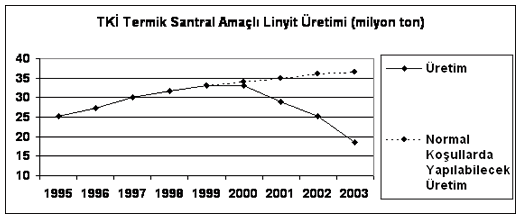 TKİ Termik Santral Amaçlı Linyit Üretimi (milyon ton)
40
35
30
25
20
15
10
1995 1996 1997 1998 1999 2000 2001 2002 2003
Üretim
Normal
Koşullarda
Yapılabilecek
Üretim